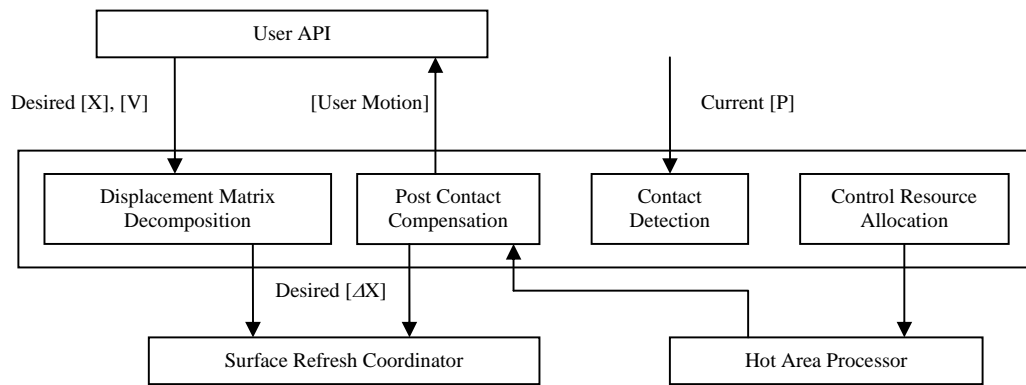 User API
Desired [X], [V]
[User Motion]
Current [P]
Displacement Matrix
Decomposition
Post Contact
Compensation
Contact
Detection
Control Resource
Allocation
Desired [ΔX]
Surface Refresh Coordinator
Hot Area Processor